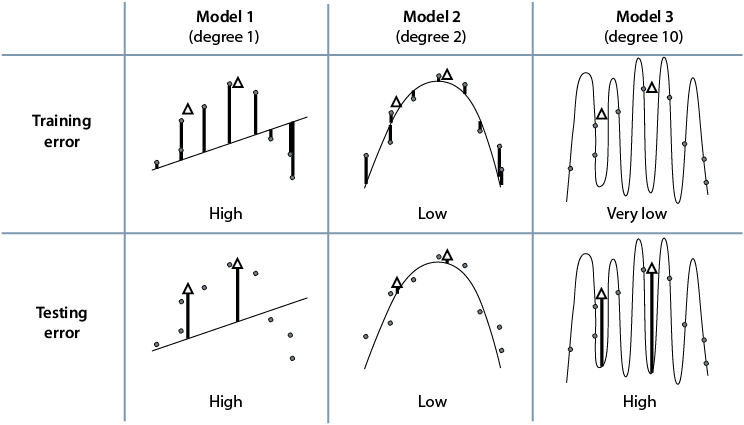 Model 1
(degree 1)
Model 2
(degree 2)
Model 3
(degree 10)
Training
error
High
Low
Very low
Testing
error
High
Low
High